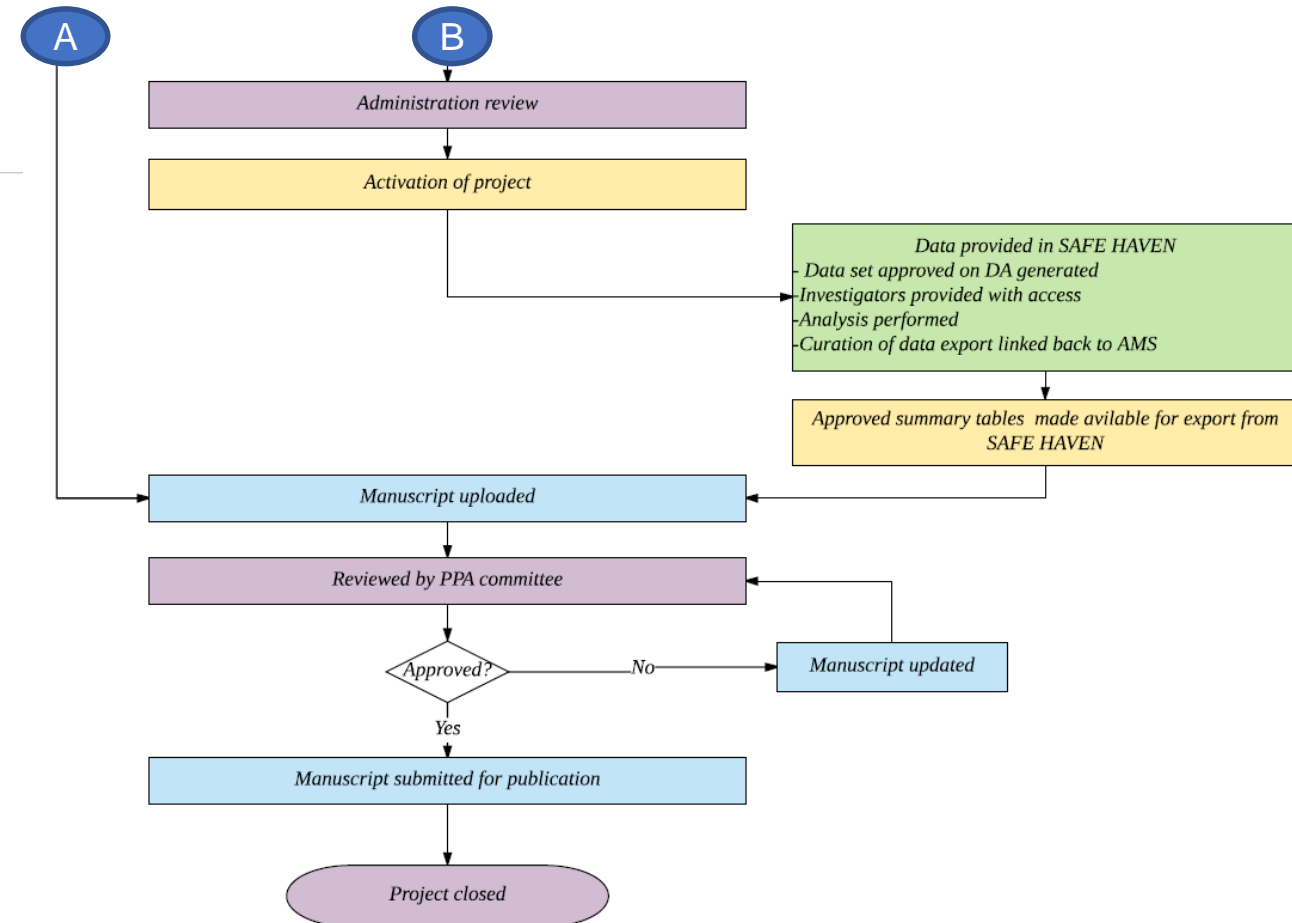 A
B
Administration review
Activation of project
Data provided in SAFE HAVEN
- Data set approved on DA generated
-Investigators provided with access
-Analysis performed
-Curation of data export linked back to AMS
Approved summary tables  made avilable for export from
SAFE HAVEN
Manuscript uploaded
Reviewed by PPA committee
Approved?
No
Manuscript updated
Yes
Manuscript submitted for publication
Project closed